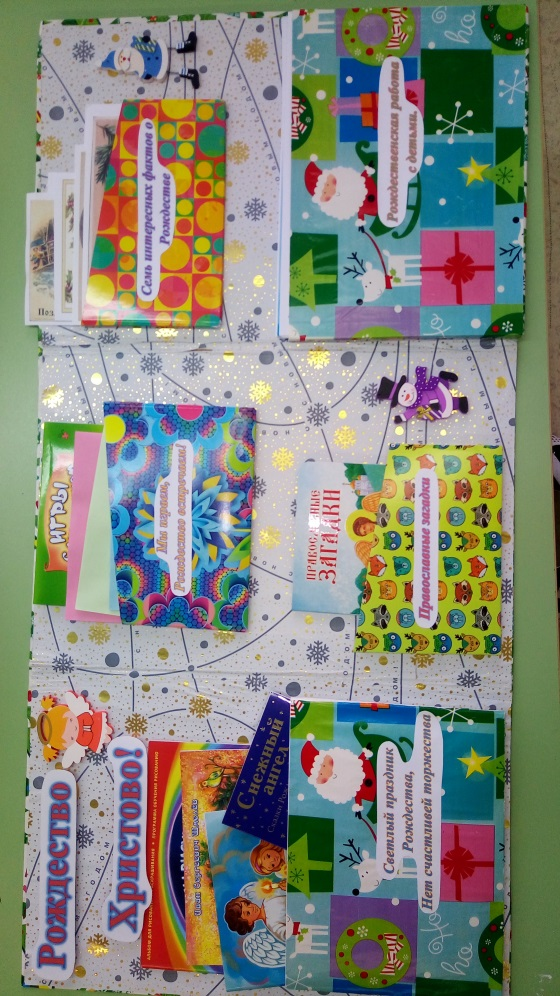 Рождество
Христово!
Снежный
ангел
Светлый праздник
Рождества,
Нет счастливей торжества
ИГРЫ
Мы играем,
Рождество встречаем!
ПРАВОСЛАВНЫЕ
ЗАГАДКИ
Православные загадки
Семь интересных фактов о
Рождестве
Рождественская работа
с детьми.